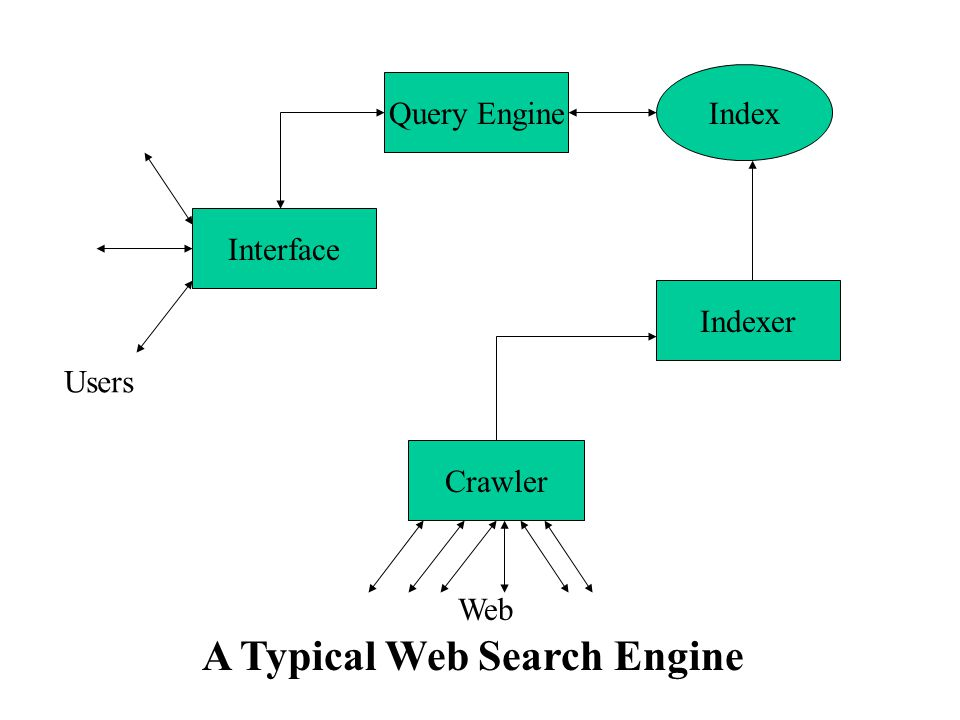 Query Engine
Index
Interface
Indexer
Users
Crawler
Web
A Typical Web Search Engine